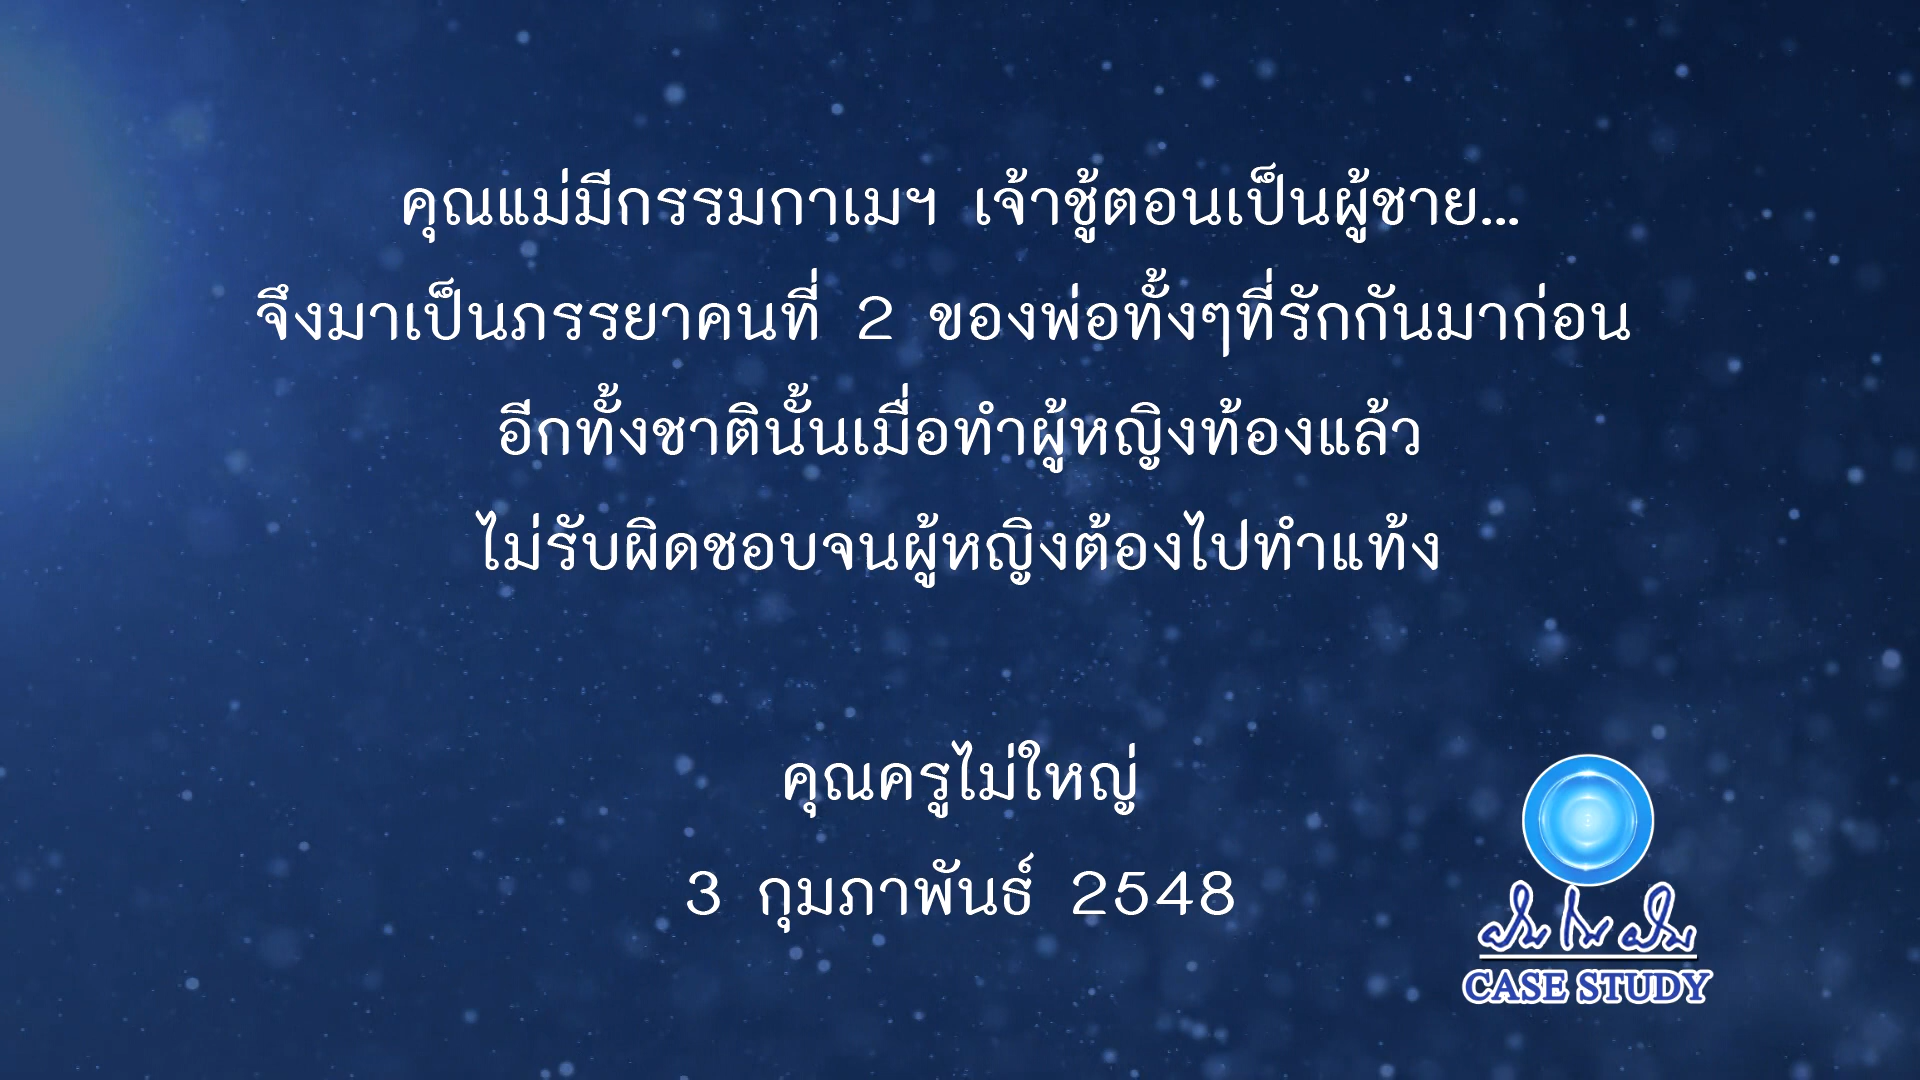 คุณแม่มีกรรมกาเมฯ เจ้าชู้ตอนเป็นผู้ชาย...
จึงมาเป็นภรรยาคนที่ 2 ของพ่อทั้งๆที่รักกันมาก่อน
อีกทั้งชาตินั้นเมื่อทำผู้หญิงท้องแล้ว
ไม่รับผิดชอบจนผู้หญิงต้องไปทำแท้ง
คุณครูไม่ใหญ่
3 กุมภาพันธ์ 2548
ฝันในฝัน
CASE STUDY